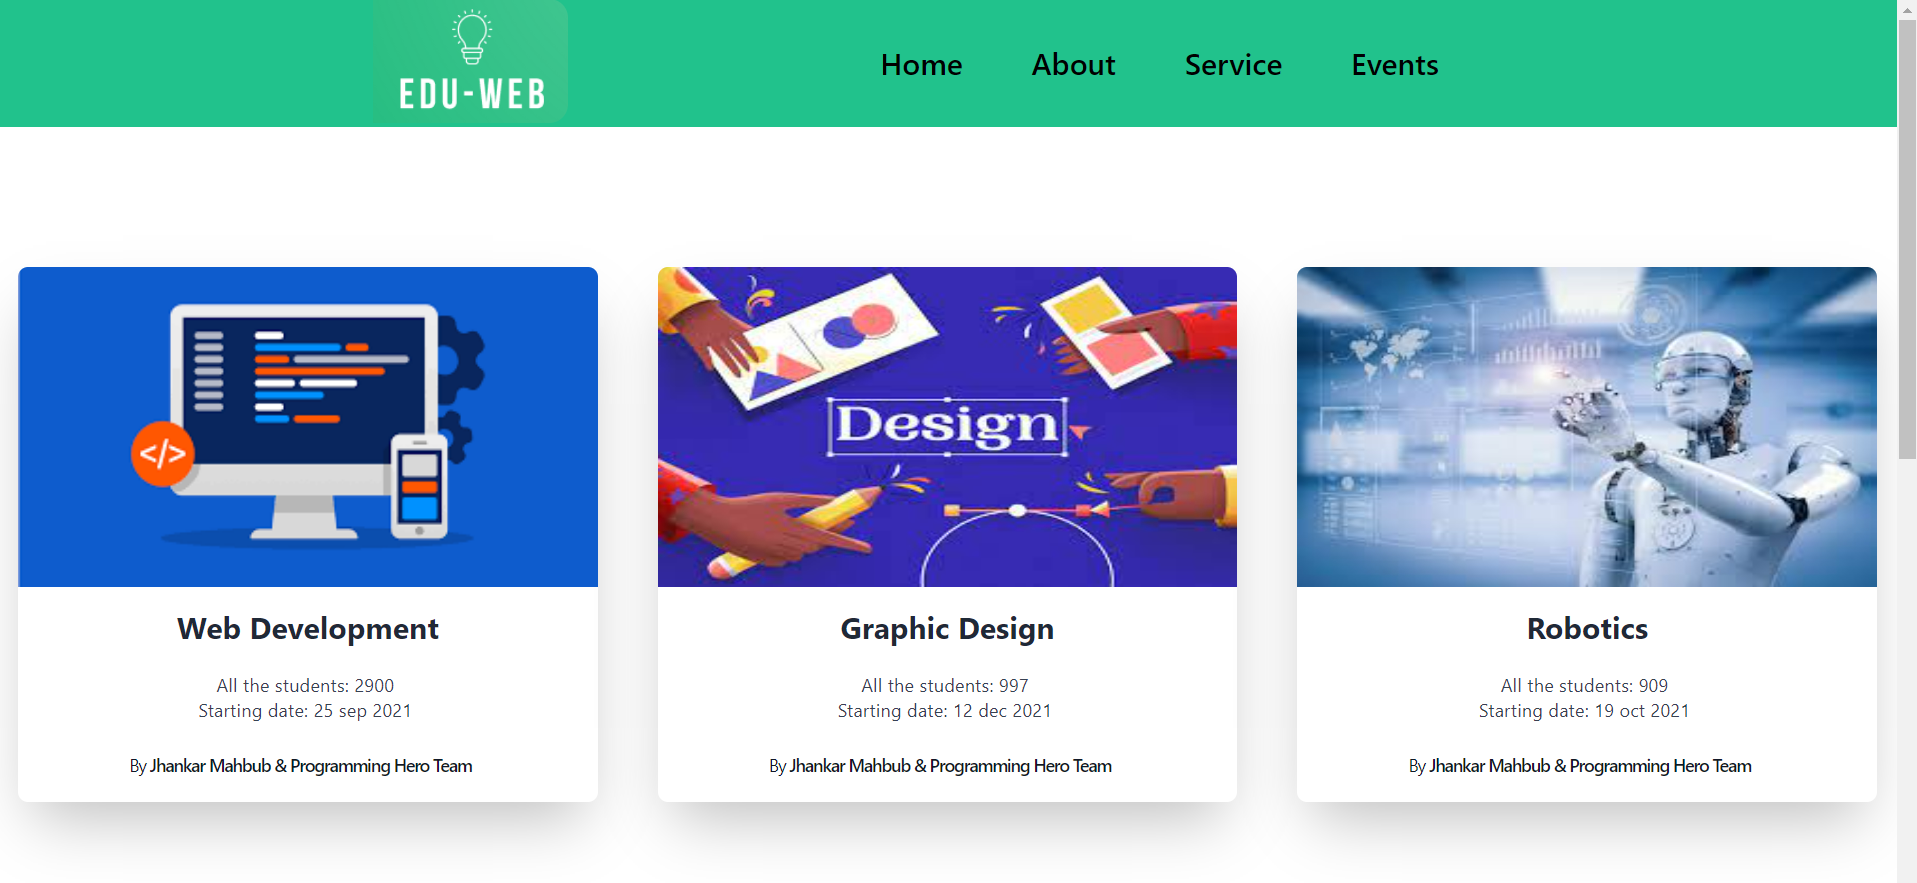 EDU-WEB
Home About Service Events
</>
Design
Web Development
All the students: 2900
Starting date: 25 sep 2021
By Jhankar Mahbub & Programming Hero Team
Graphic Design
All the students: 997
Starting date: 12 dec 2021
By Jhankar Mahbub & Programming Hero Team
Robotics
All the students: 909
Starting date: 19 oct 2021
By Jhankar Mahbub & Programming Hero Team